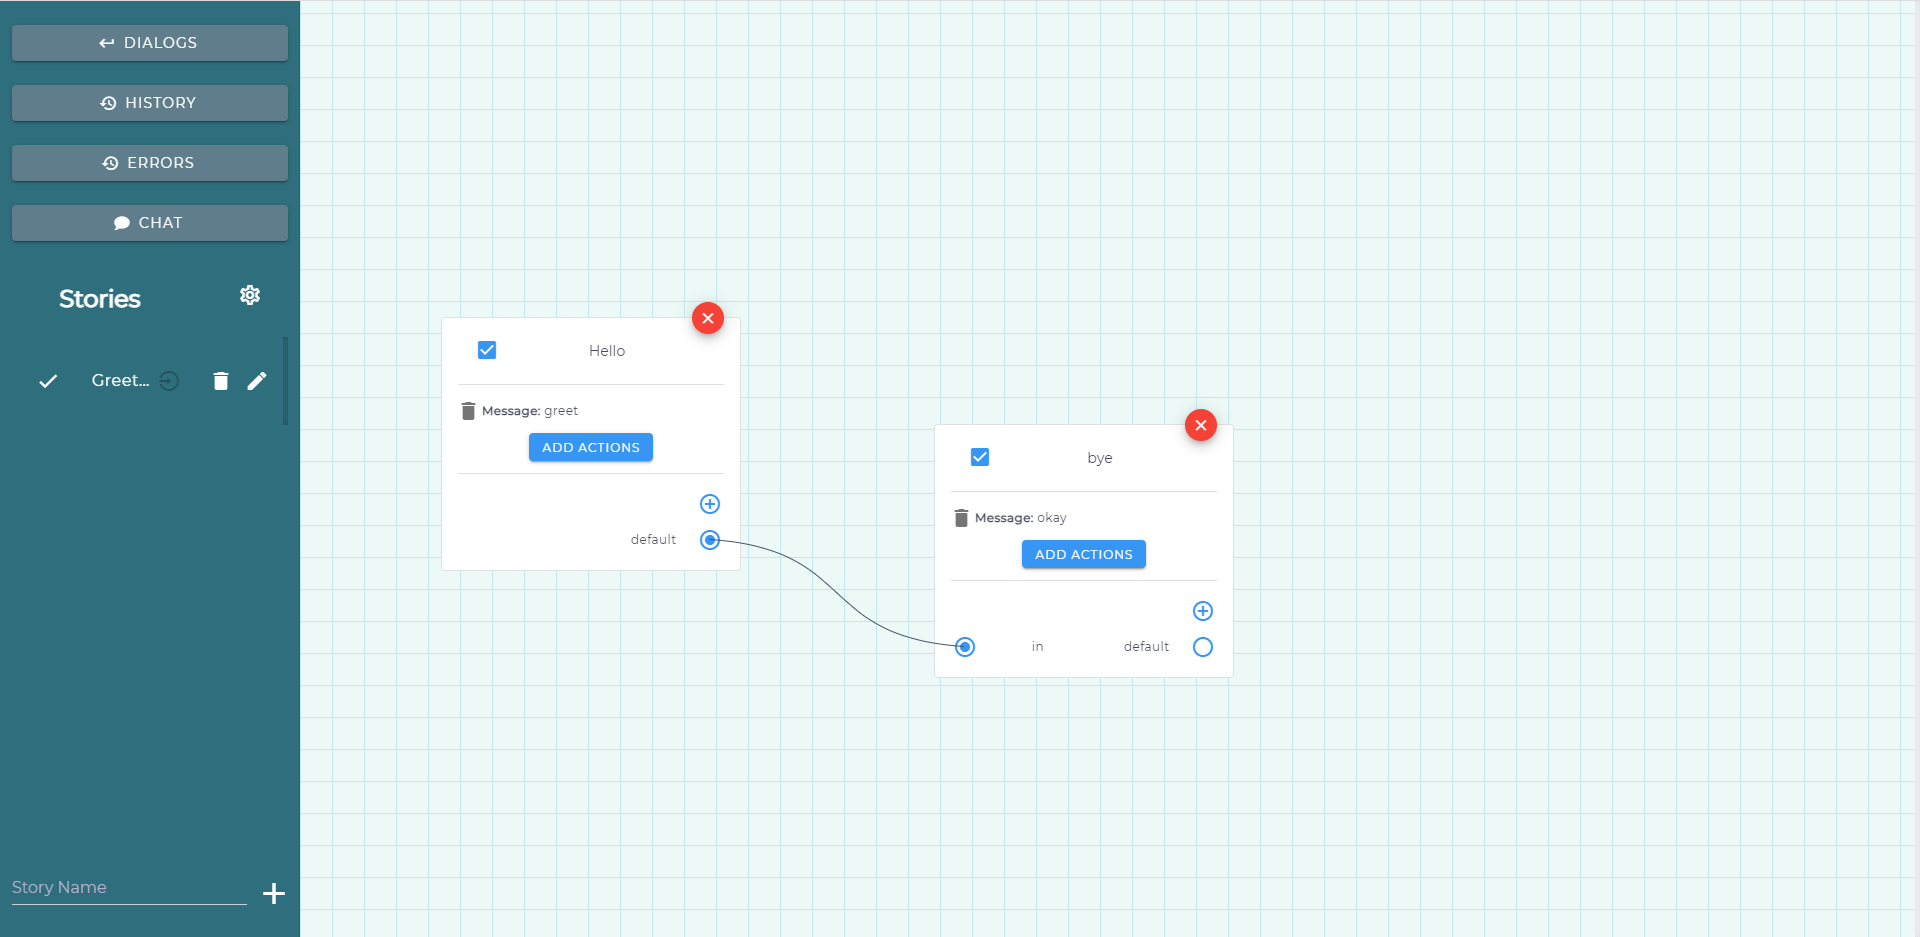 DIALOGS
HISTORY
ERRORS
CHAT
Stories
Greet...
Story Name
Hello
Message: greet
ADD ACTIONS
default
bye
Message: okay
ADD ACTIONS
in default